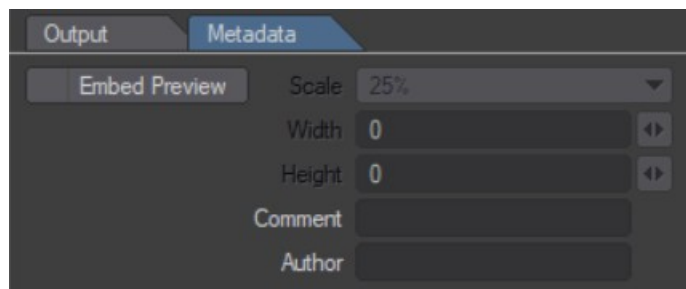 Output Metadata
Embed Preview Scale 25%
Width 0
Height 0
Comment
Author